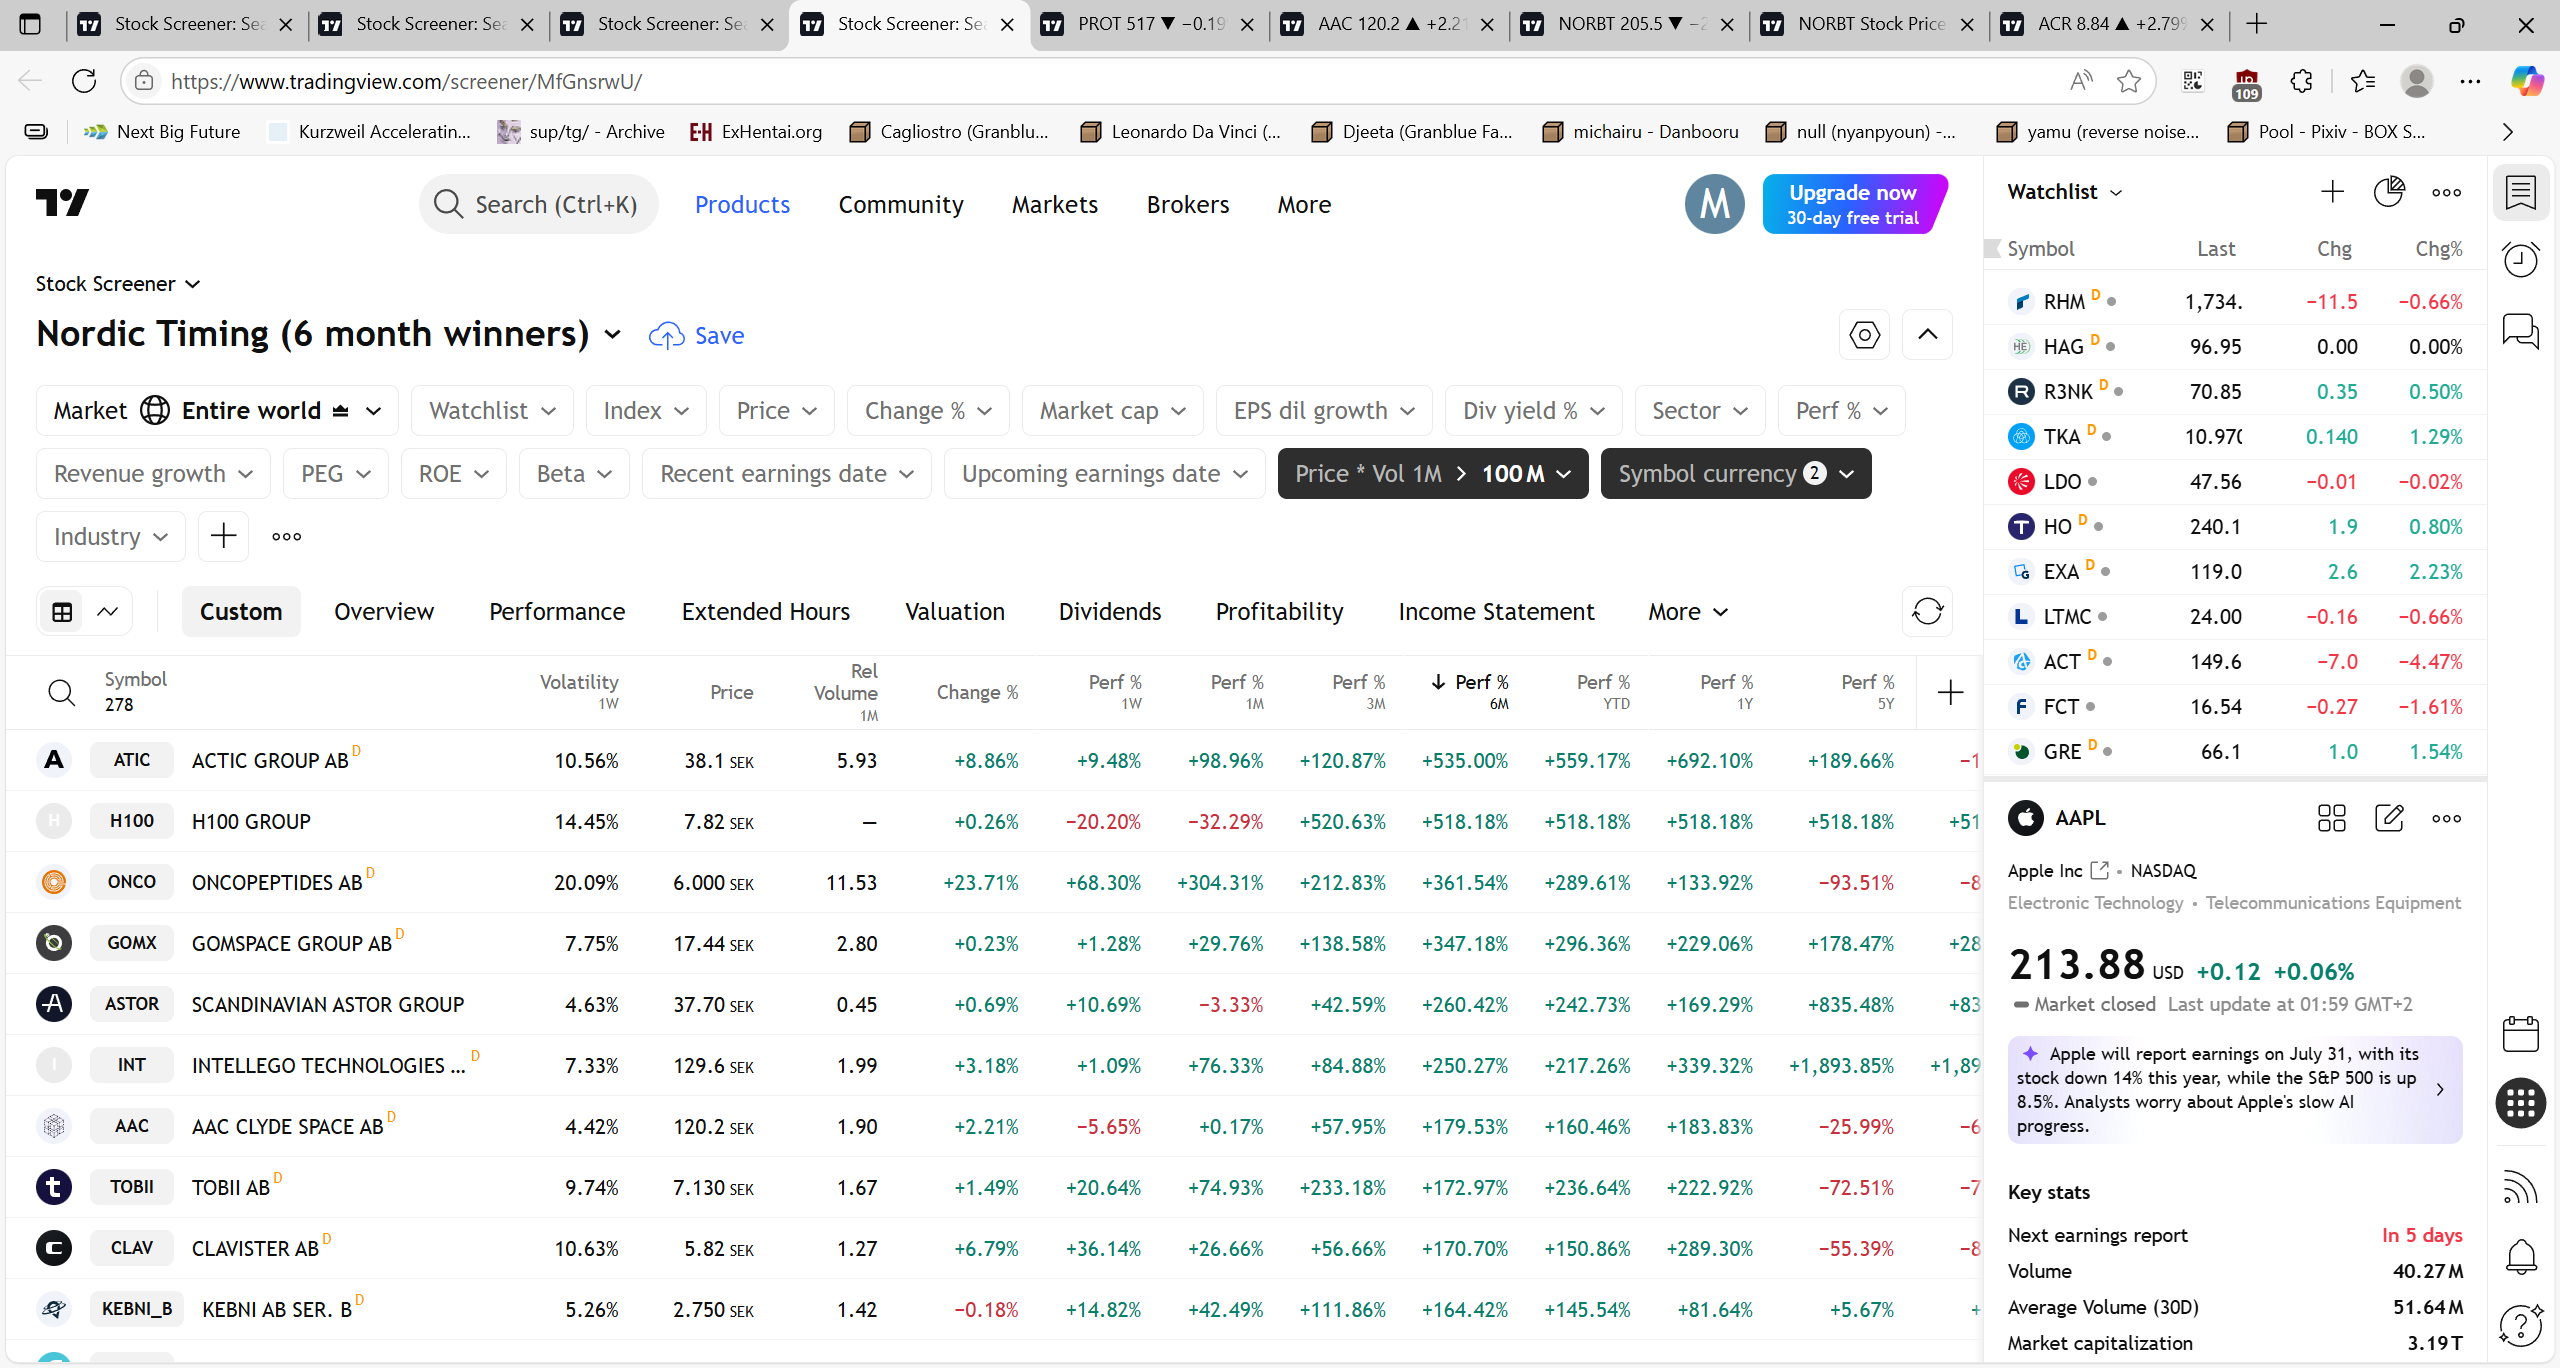 Stock Screener: Sea
Stock Screener: Sea
Stock Screener: Sea
Stock Screener: Sea
PROT 517 ▼ −0.19
AAC 120.2 ▲ +2.21
NORBT 205.5 ▼ −2
NORBT Stock Price
ACR 8.84 ▲ +2.79%
https://www.tradingview.com/screener/MfGnsrwU/
109
Next Big Future
Kurzweil Acceleratin...
sup/tg/ - Archive
ExHentai.org
Cagliostro (Granblu...
Leonardo Da Vinci (...
Djeeta (Granblue Fa...
michairu - Danbooru
null (nyanpyoun) -...
yamu (reverse noise...
Pool - Pixiv - BOX S...
Search (Ctrl+K)
Products
Community
Markets
Brokers
More
M
Upgrade now
30-day free trial
Stock Screener
Nordic Timing (6 month winners)
Save
Market Entire world
Watchlist
Index
Price
Change %
Market cap
EPS dil growth
Div yield %
Sector
Perf %
Revenue growth
PEG
ROE
Beta
Recent earnings date
Upcoming earnings date
Price * Vol 1M > 100 M
Symbol currency 2
Industry
Custom
Overview
Performance
Extended Hours
Valuation
Dividends
Profitability
Income Statement
More
Symbol 278
Volatility 1W
Price
Rel Volume 1M
Change %
Perf % 1W
Perf % 1M
Perf % 3M
↓ Perf % 6M
Perf % YTD
Perf % 1Y
Perf % 5Y
ATIC ACTIC GROUP AB D 10.56% 38.1 SEK 5.93 +8.86% +9.48% +98.96% +120.87% +535.00% +559.17% +692.10% +189.66% −1
H100 H100 GROUP 14.45% 7.82 SEK — +0.26% −20.20% −32.29% +520.63% +518.18% +518.18% +518.18% +518.18% +51
ONCO ONCOPEPTIDES AB D 20.09% 6.000 SEK 11.53 +23.71% +68.30% +304.31% +212.83% +361.54% +289.61% +133.92% −93.51% −8
GOMX GOMSPACE GROUP AB D 7.75% 17.44 SEK 2.80 +0.23% +1.28% +29.76% +138.58% +347.18% +296.36% +229.06% +178.47% +28
ASTOR SCANDINAVIAN ASTOR GROUP 4.63% 37.70 SEK 0.45 +0.69% +10.69% −3.33% +42.59% +260.42% +242.73% +169.29% +835.48% +83
INT INTELLEGO TECHNOLOGIES ... D 7.33% 129.6 SEK 1.99 +3.18% +1.09% +76.33% +84.88% +250.27% +217.26% +339.32% +1,893.85% +1,89
AAC AAC CLYDE SPACE AB D 4.42% 120.2 SEK 1.90 +2.21% −5.65% +0.17% +57.95% +179.53% +160.46% +183.83% −25.99% −6
TOBII TOBII AB D 9.74% 7.130 SEK 1.67 +1.49% +20.64% +74.93% +233.18% +172.97% +236.64% +222.92% −72.51% −7
CLAV CLAVISTER AB D 10.63% 5.82 SEK 1.27 +6.79% +36.14% +26.66% +56.66% +170.70% +150.86% +289.30% −55.39% −8
KEBNI_B KEBNI AB SER. B D 5.26% 2.750 SEK 1.42 −0.18% +14.82% +42.49% +111.86% +164.42% +145.54% +81.64% +5.67% +
Watchlist
Symbol Last Chg Chg%
RHM D 1,734. −11.5 −0.66%
HAG D 96.95 0.00 0.00%
R3NK D 70.85 0.35 0.50%
TKA D 10.970 0.140 1.29%
LDO 47.56 −0.01 −0.02%
HO D 240.1 1.9 0.80%
EXA D 119.0 2.6 2.23%
LTMC 24.00 −0.16 −0.66%
ACT D 149.6 −7.0 −4.47%
FCT 16.54 −0.27 −1.61%
GRE D 66.1 1.0 1.54%
AAPL
Apple Inc • NASDAQ
Electronic Technology • Telecommunications Equipment
213.88 USD +0.12 +0.06%
Market closed Last update at 01:59 GMT+2
Apple will report earnings on July 31, with its
stock down 14% this year, while the S&P 500 is up
8.5%. Analysts worry about Apple's slow AI
progress.
Key stats
Next earnings report In 5 days
Volume 40.27 M
Average Volume (30D) 51.64 M
Market capitalization 3.19 T